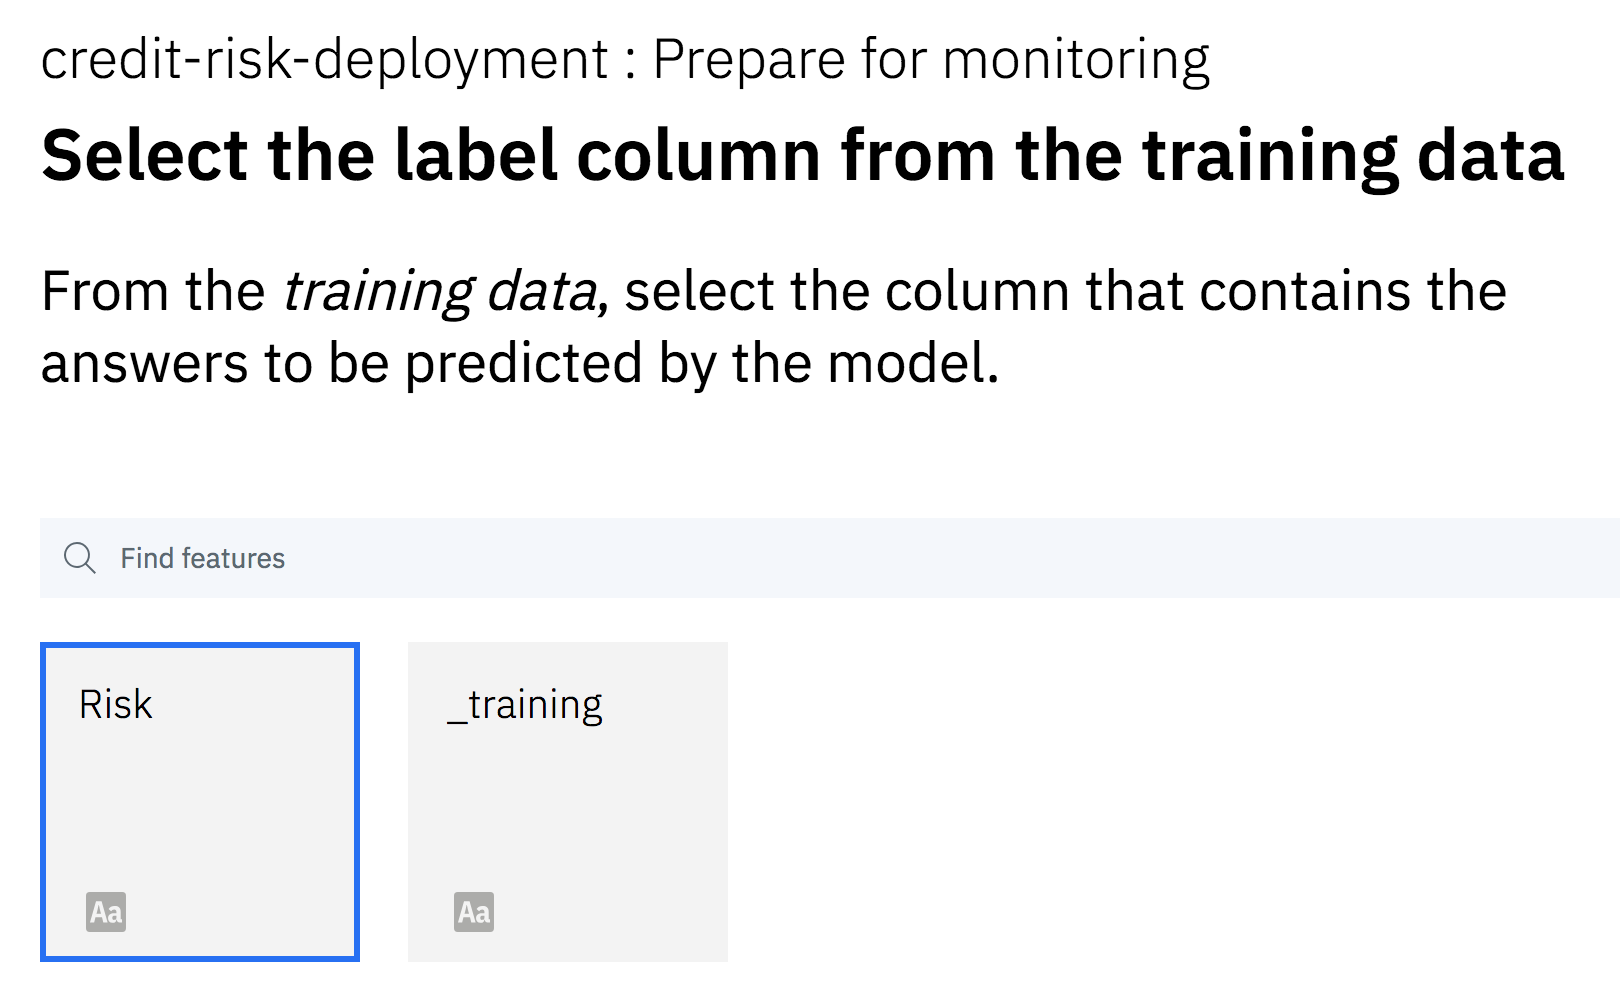 credit-risk-deployment : Prepare for monitoring
Select the label column from the training data
From the training data, select the column that contains the
answers to be predicted by the model.
Find features
Risk
_training
Aa
Aa